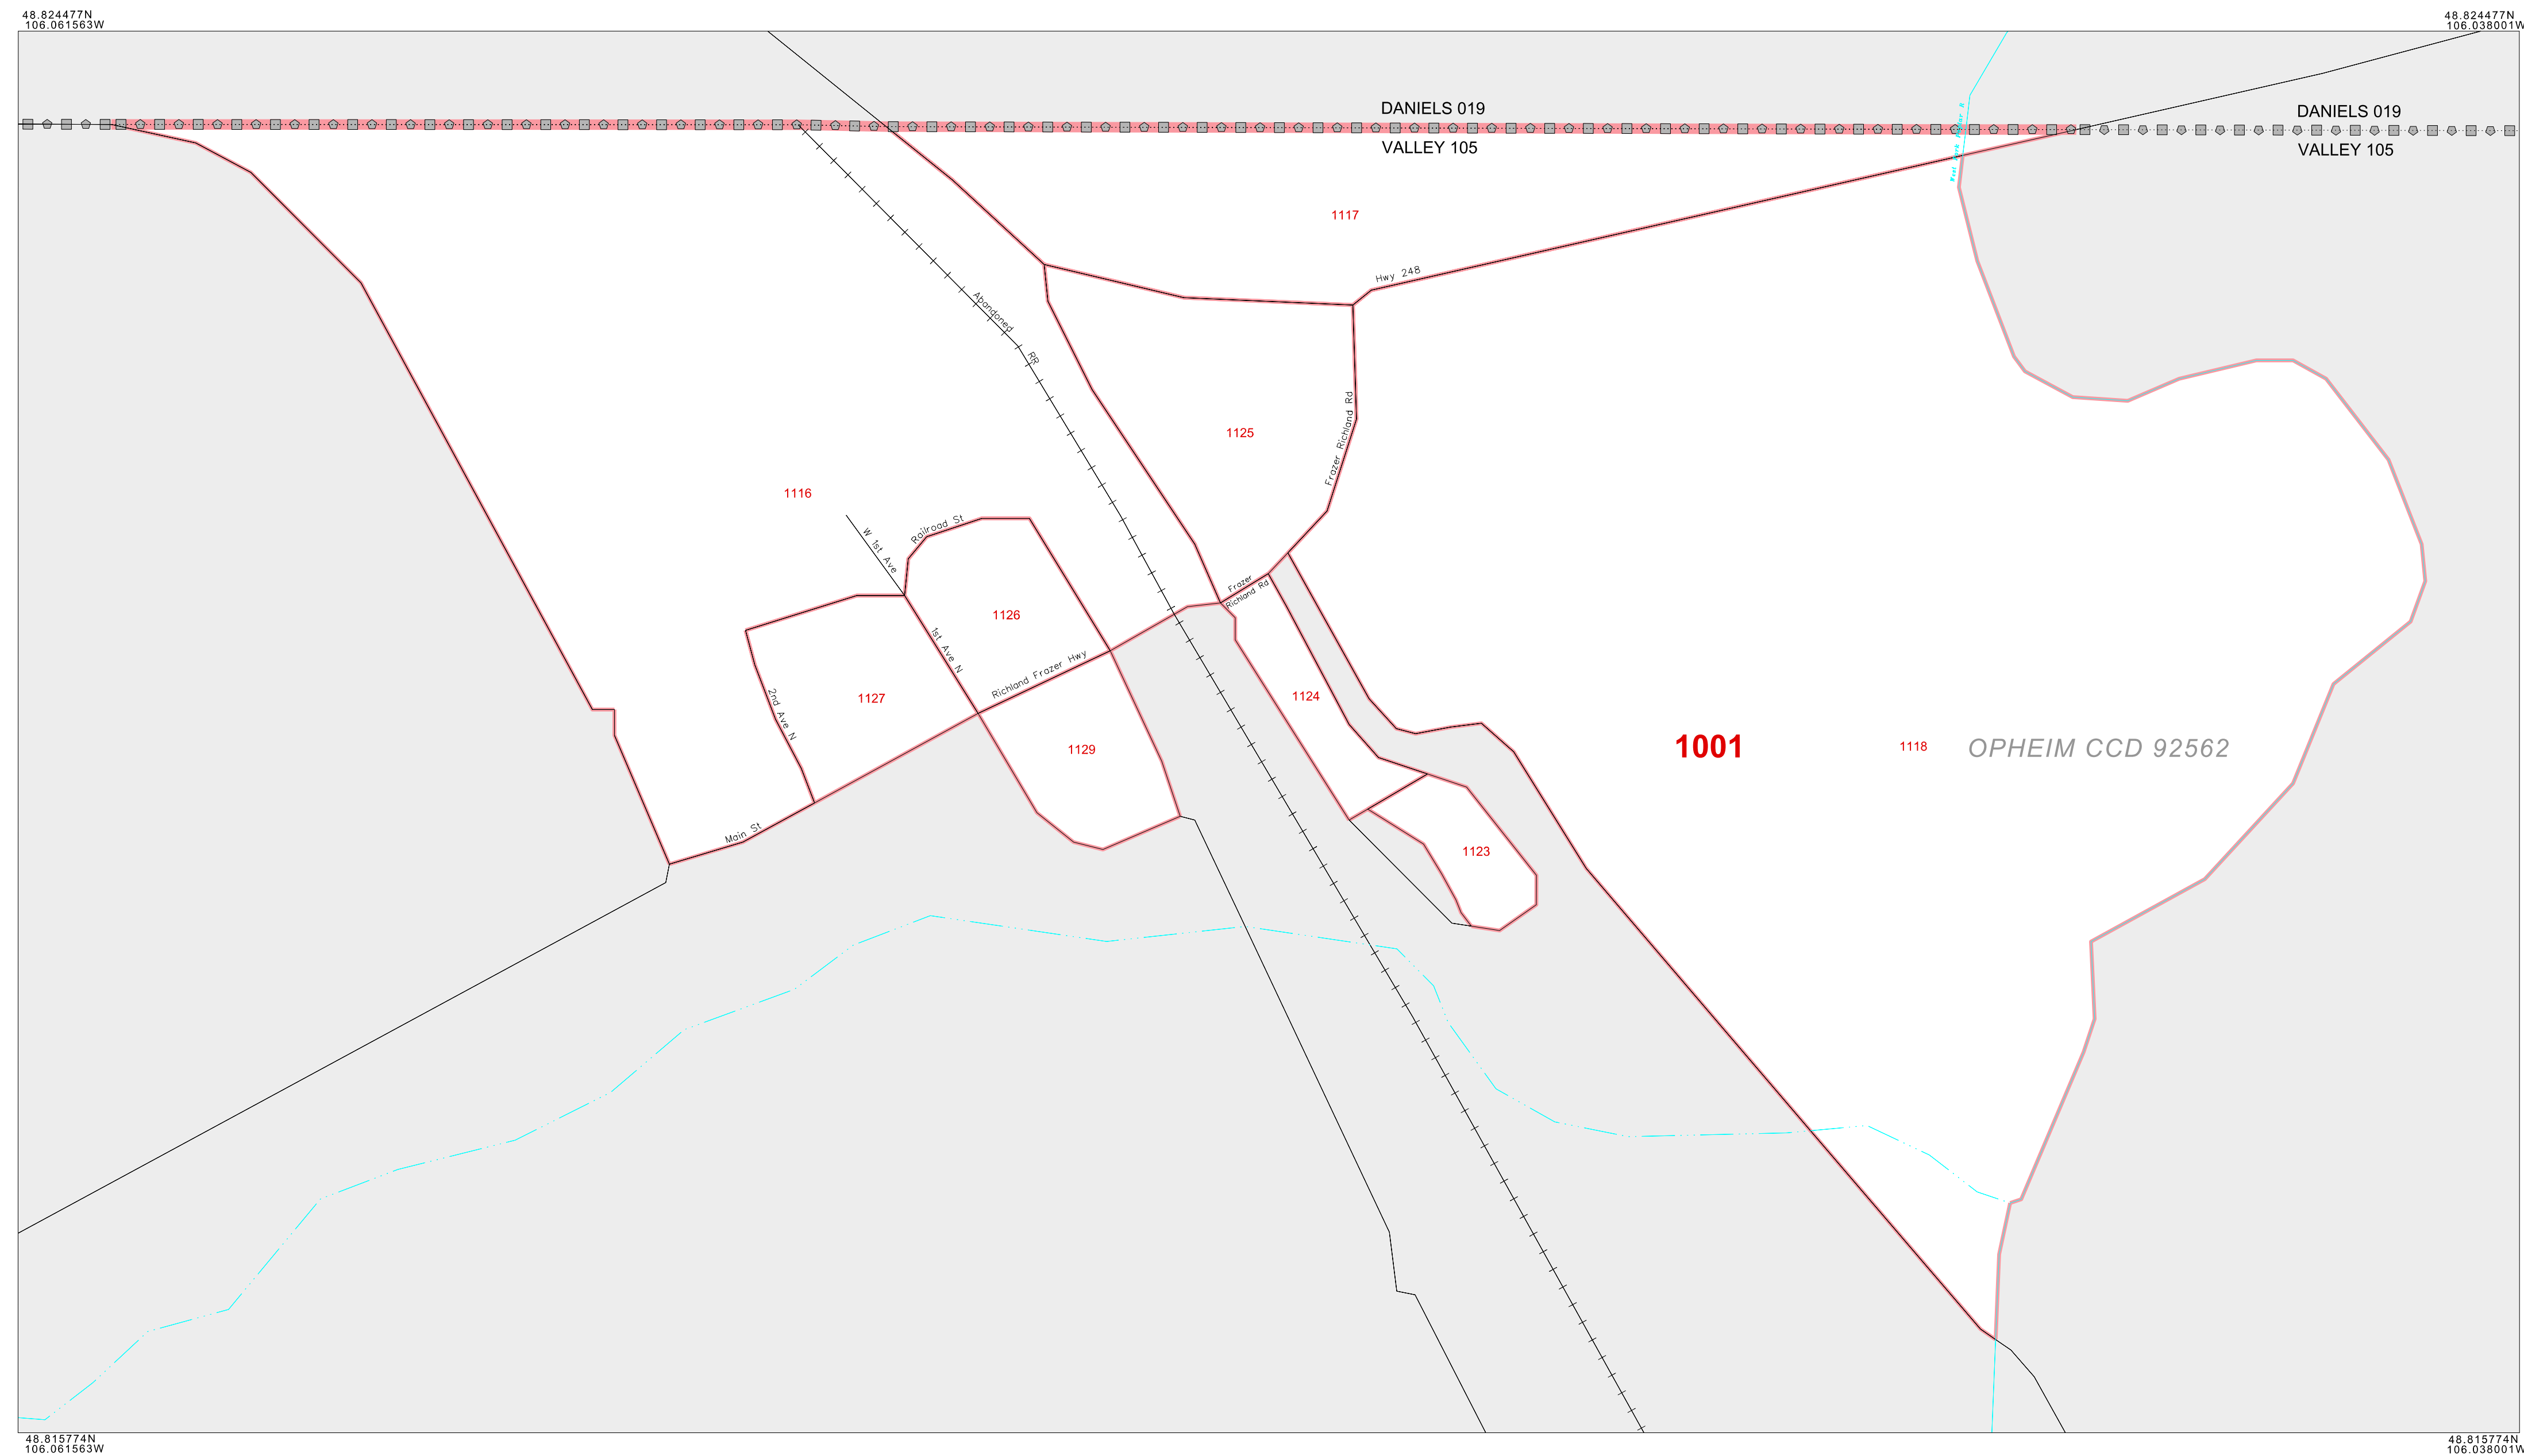 48.824477N
106.061563W
48.824477N
106.038001W
DANIELS 019
VALLEY 105
DANIELS 019
VALLEY 105
1117
Hwy 248
Abandoned
RR
1125
Frazer Richland Rd
1116
W 1st Ave
Railroad St
1126
Frazer
Richland Rd
1st Ave N
Richland Frazer Hwy
1127
2nd Ave N
1124
1129
1001
1118
OPHEIM CCD 92562
Main St
1123
48.815774N
106.061563W
48.815774N
106.038001W